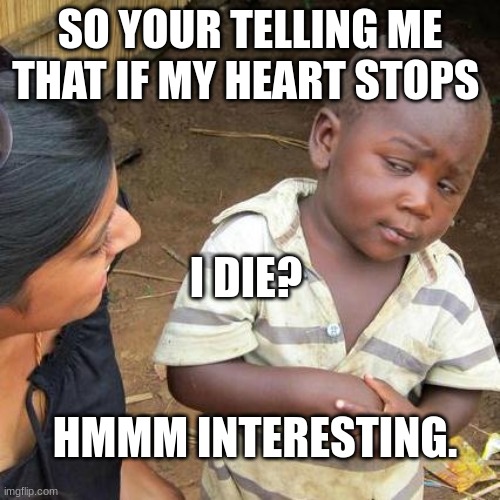 SO YOUR TELLING ME
THAT IF MY HEART STOPS
I DIE?
HMMM INTERESTING.
imgflip.com